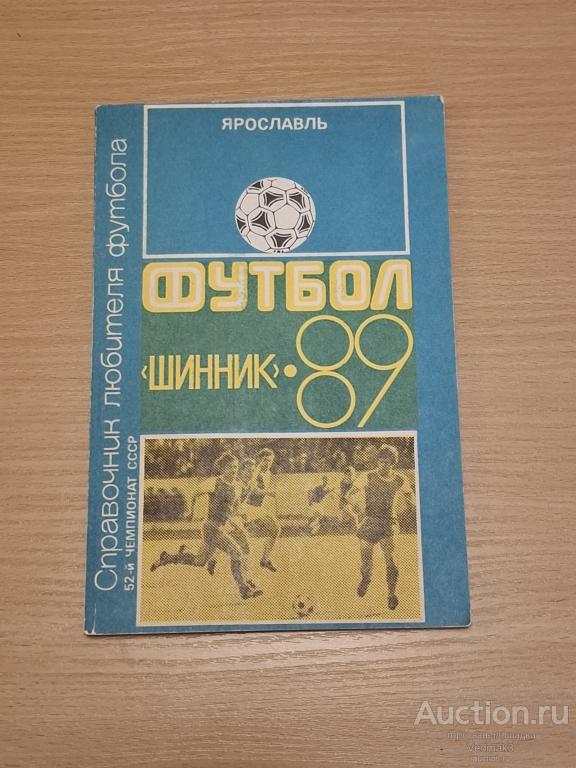 ЯРОСЛАВЛЬ
ФУТБОЛ
«ШИННИК»•89
Справочник любителя футбола
52-й ЧЕМПИОНАТ СССР
Auction.ru